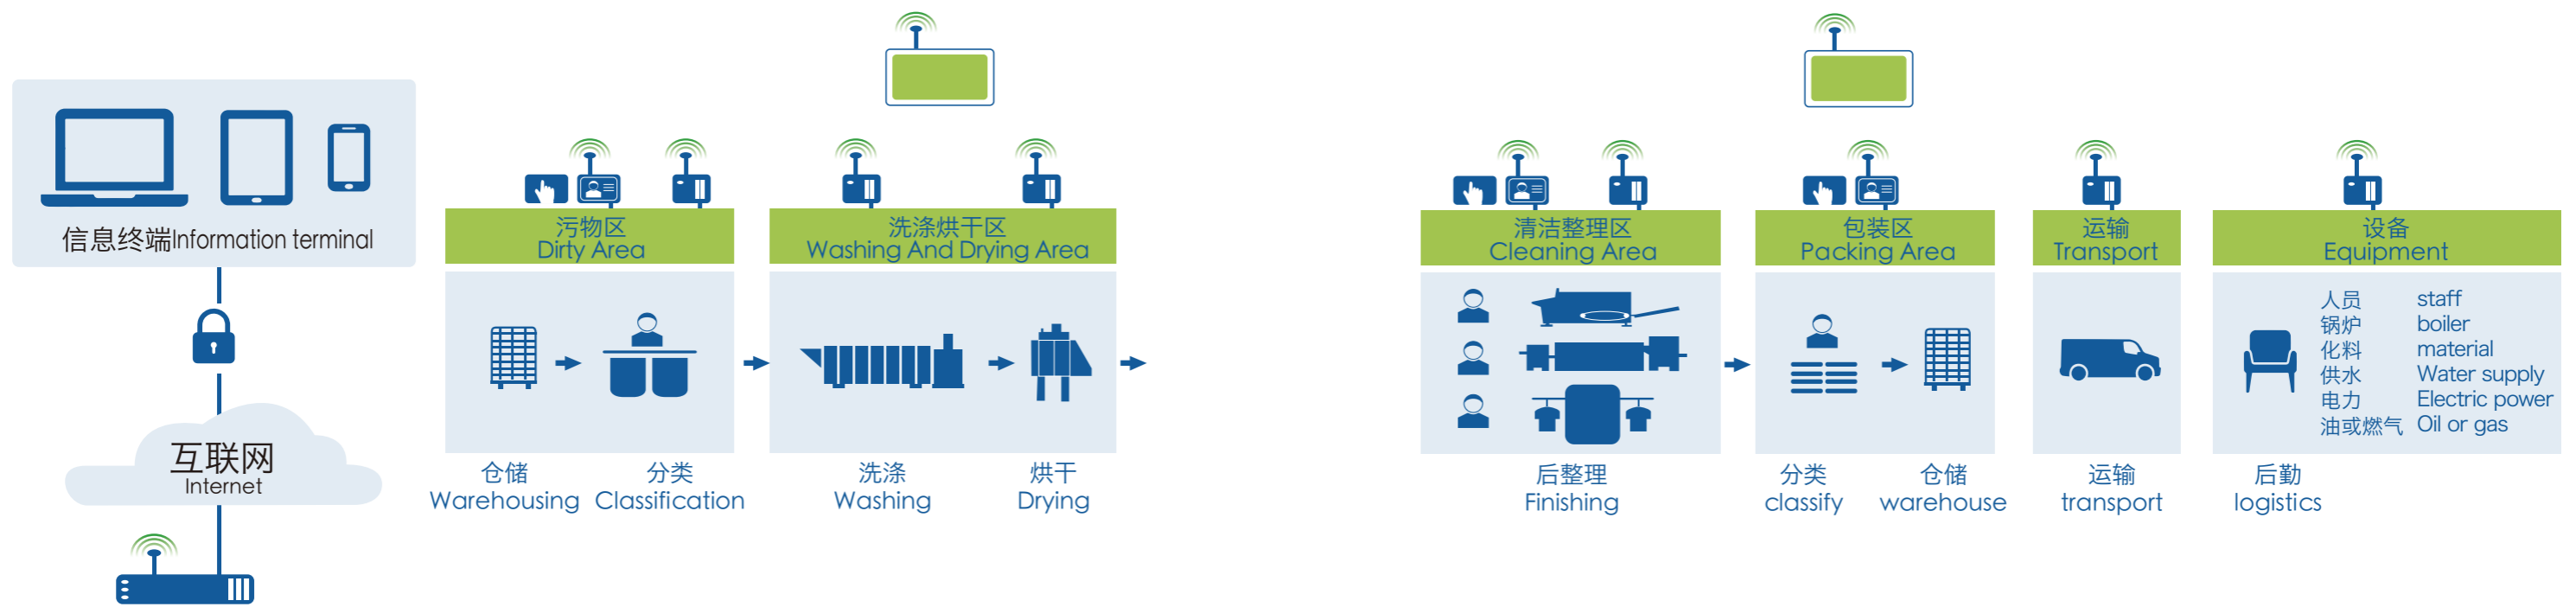 信息终端Information terminal
互联网
Internet
污物区
Dirty Area
仓储
Warehousing
分类
Classification
洗涤烘干区
Washing And Drying Area
洗涤
Washing
烘干
Drying
清洁整理区
Cleaning Area
后整理
Finishing
包装区
Packing Area
分类
classify
仓储
warehouse
运输
Transport
运输
transport
设备
Equipment
人员 staff
锅炉 boiler
化料 material
供水 Water supply
电力 Electric power
油或燃气 Oil or gas
后勤
logistics